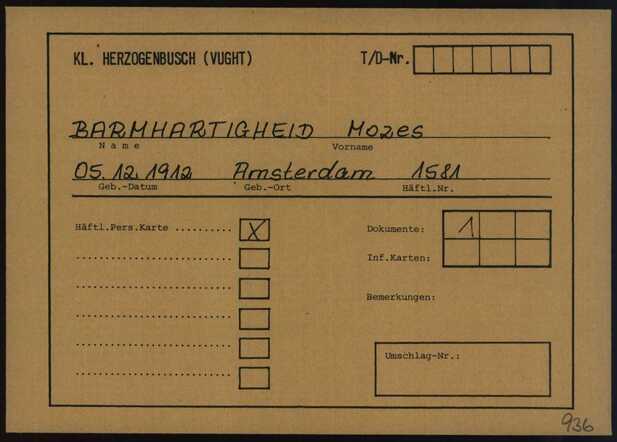 KL. HERZOGENBUSCH (VUGHT) T/D-Nr.
BARMHARTIGHEID Mozes
Name Vorname
05.12.1912 Amsterdam 1581
Geb.-Datum Geb.-Ort Häftl.Nr.
Häftl.Pers.Karte .......... X Dokumente: 1
Inf.Karten:
Bemerkungen:
Umschlag-Nr.:
936